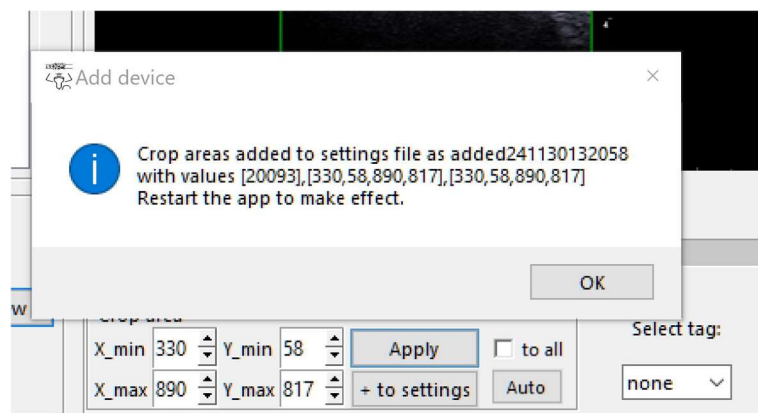 Add device
Crop areas added to settings file as added241130132058
with values [20093],[330,58,890,817],[330,58,890,817]
Restart the app to make effect.
OK
w
X_min 330 Y_min 58 Apply to all
X_max 890 Y_max 817 + to settings Auto
Select tag:
none